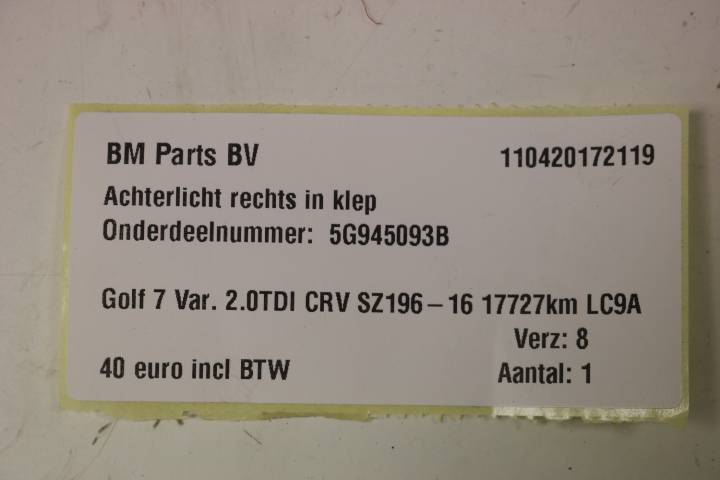 BM Parts BV 110420172119
Achterlicht rechts in klep
Onderdeelnummer: 5G945093B
Golf 7 Var. 2.0TDI CRV SZ196-16 17727km LC9A
Verz: 8
40 euro incl BTW Aantal: 1